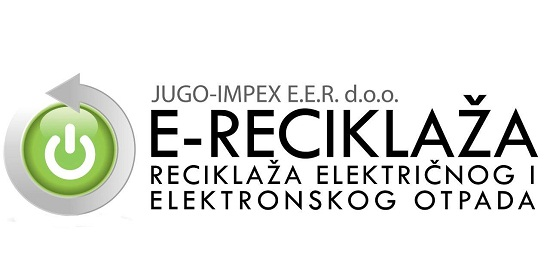 JUGO-IMPEX E.E.R. d.o.o.
E-RECIKLAŽA
RECIKLAŽA ELEKTRIČNOG I
ELEKTRONSKOG OTPADA